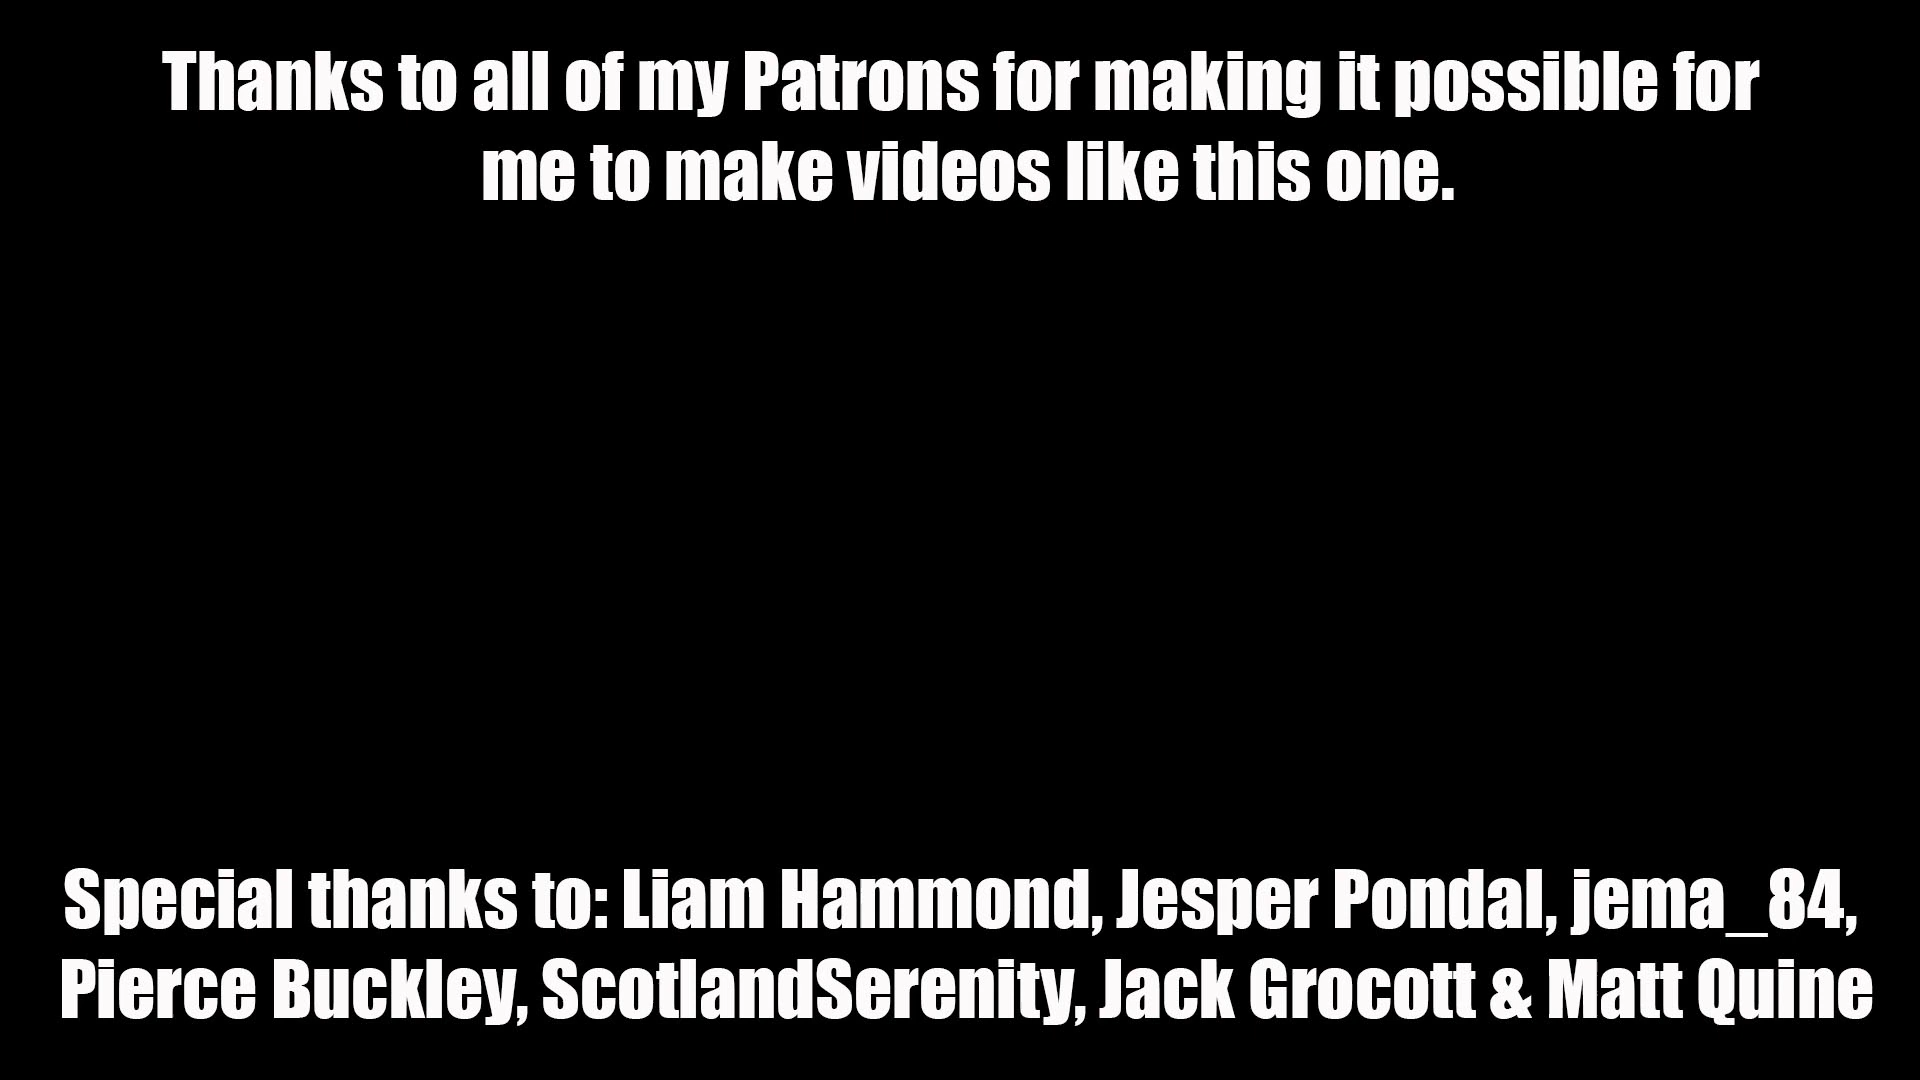 Thanks to all of my Patrons for making it possible for
me to make videos like this one.
Special thanks to: Liam Hammond, Jesper Pondal, jema_84,
Pierce Buckley, ScotlandSerenity, Jack Grocott & Matt Quine